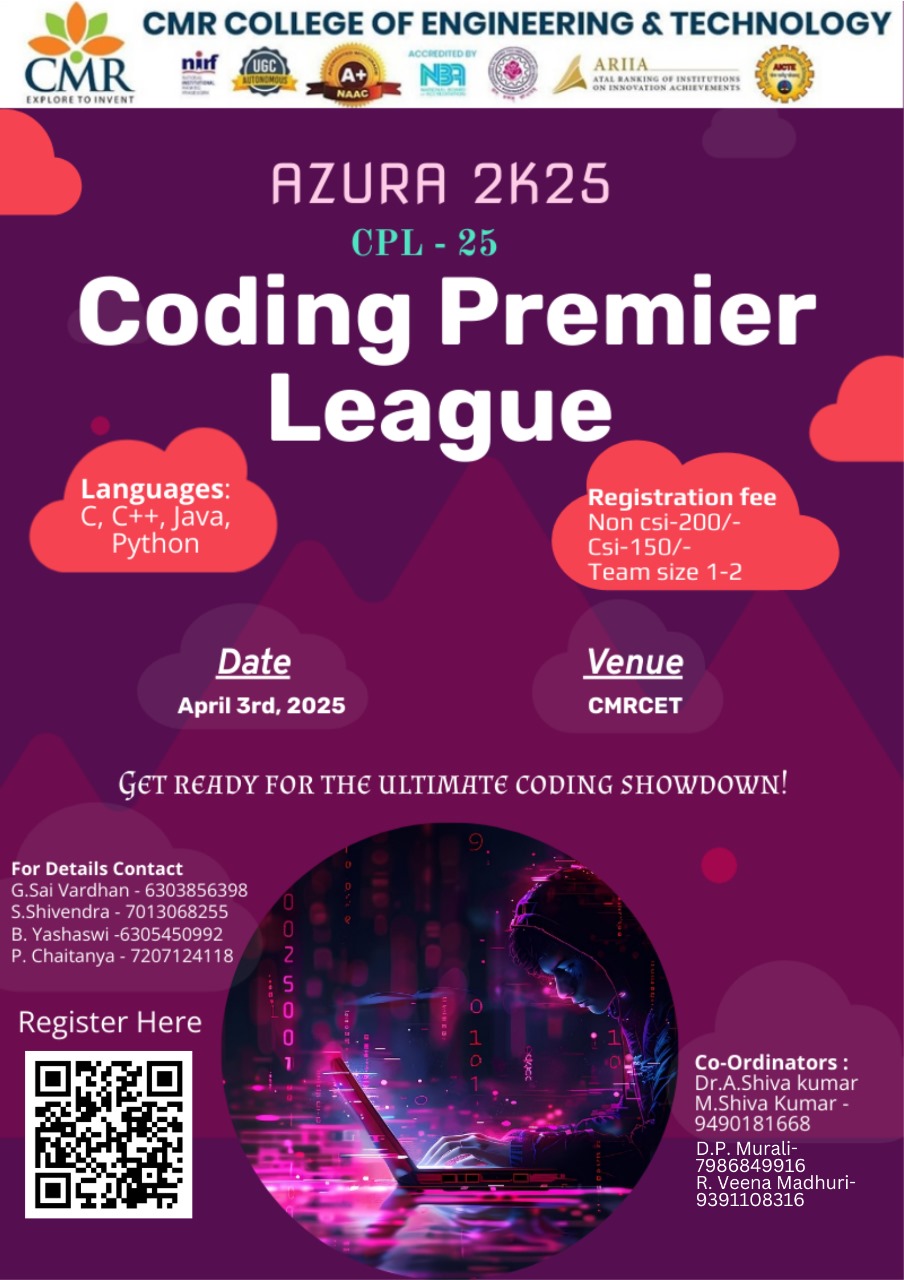 CMR COLLEGE OF ENGINEERING & TECHNOLOGY
CMR
EXPLORE TO INVENT
nirf
UGC
AUTONOMOUS
A+
NAAC
ACCREDITED BY
NBA
ARIIA
ATAL RANKING OF INSTITUTIONS
ON INNOVATION ACHIEVEMENTS
AICTE
AZURA 2K25
CPL - 25
Coding Premier
League
Languages:
C, C++, Java,
Python
Registration fee
Non csi-200/-
Csi-150/-
Team size 1-2
Date
April 3rd, 2025
Venue
CMRCET
GET READY FOR THE ULTIMATE CODING SHOWDOWN!
For Details Contact
G.Sai Vardhan - 6303856398
S.Shivendra - 7013068255
B. Yashaswi -6305450992
P. Chaitanya - 7207124118
Register Here
Co-Ordinators :
Dr.A.Shiva kumar
M.Shiva Kumar -
9490181668
D.P. Murali-
7986849916
R. Veena Madhuri-
9391108316